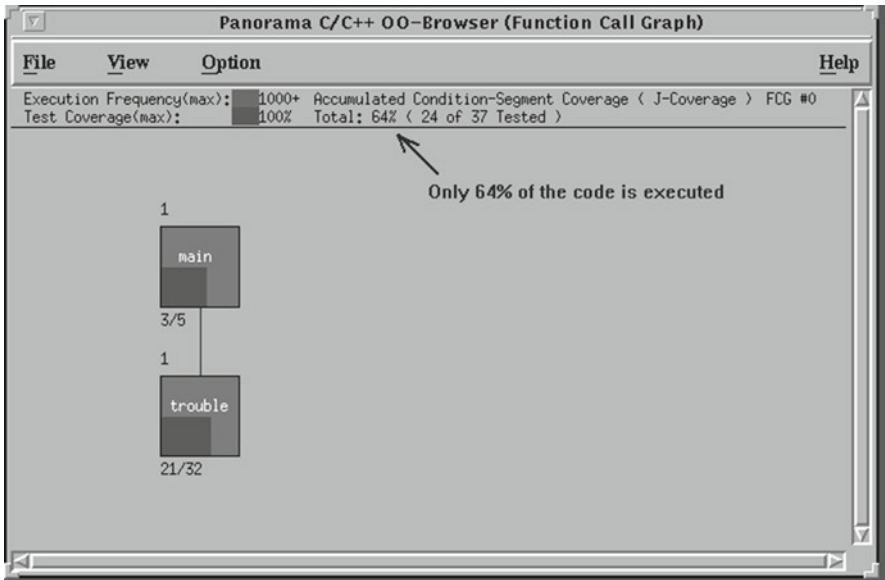 Panorama C/C++ OO-Browser (Function Call Graph)
File View Option Help
Execution Frequency(max): 1000+ Accumulated Condition-Segment Coverage ( J-Coverage ) FCG #0
Test Coverage(max): 100% Total: 64% ( 24 of 37 Tested )
Only 64% of the code is executed
1
main
3/5
1
trouble
21/32